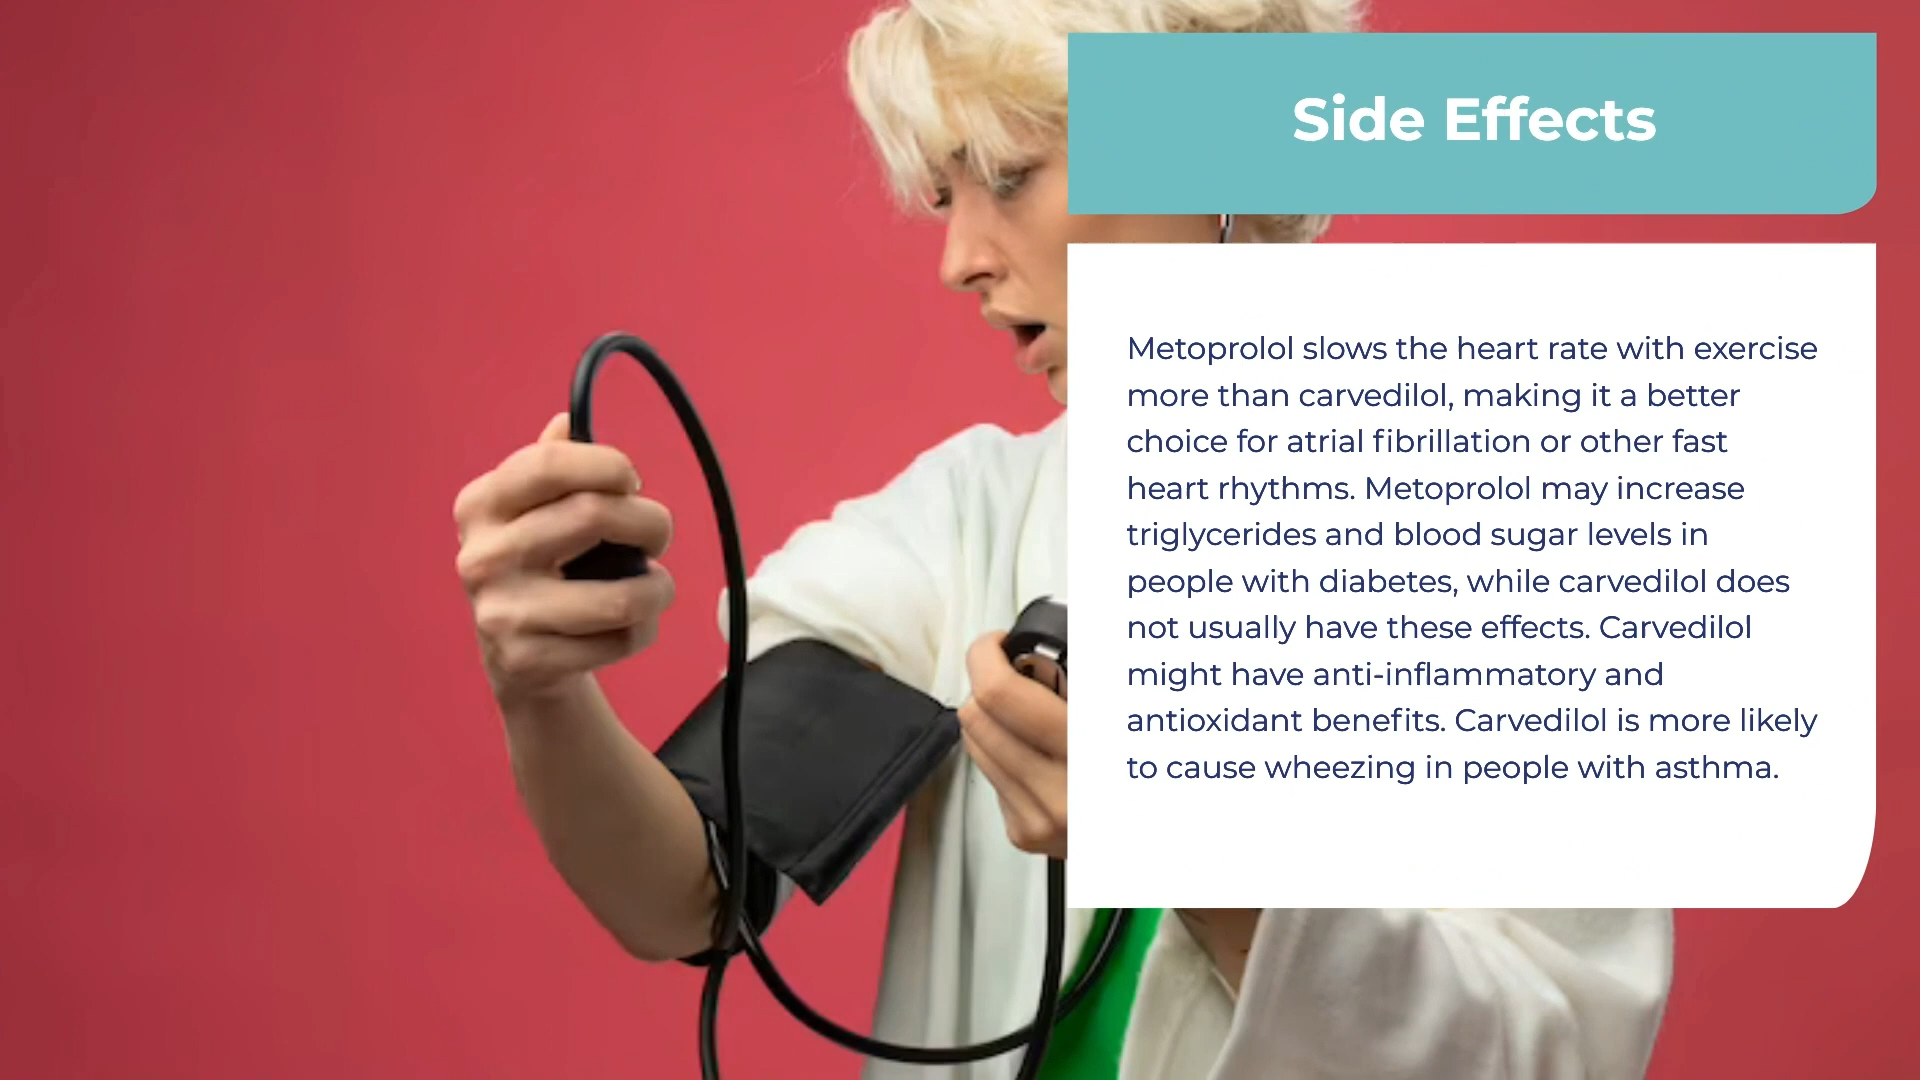 Side Effects
Metoprolol slows the heart rate with exercise
more than carvedilol, making it a better
choice for atrial fibrillation or other fast
heart rhythms. Metoprolol may increase
triglycerides and blood sugar levels in
people with diabetes, while carvedilol does
not usually have these effects. Carvedilol
might have anti-inflammatory and
antioxidant benefits. Carvedilol is more likely
to cause wheezing in people with asthma.